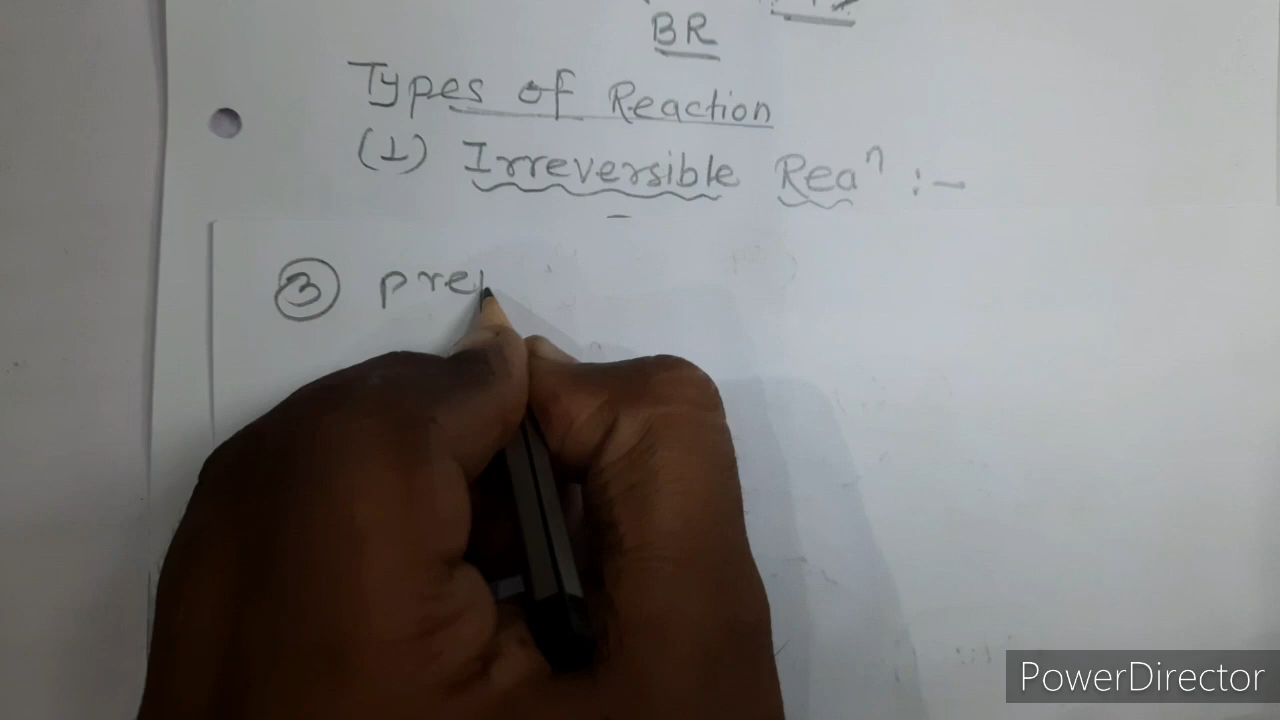 BR
Types of Reaction
(1) Irreversible Reaⁿ :-
③ pre
PowerDirector